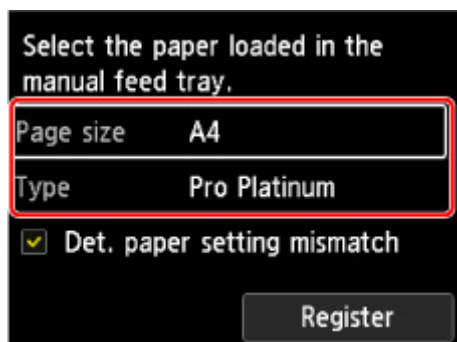 Select the paper loaded in the
manual feed tray.
Page size A4
Type Pro Platinum
Det. paper setting mismatch
Register